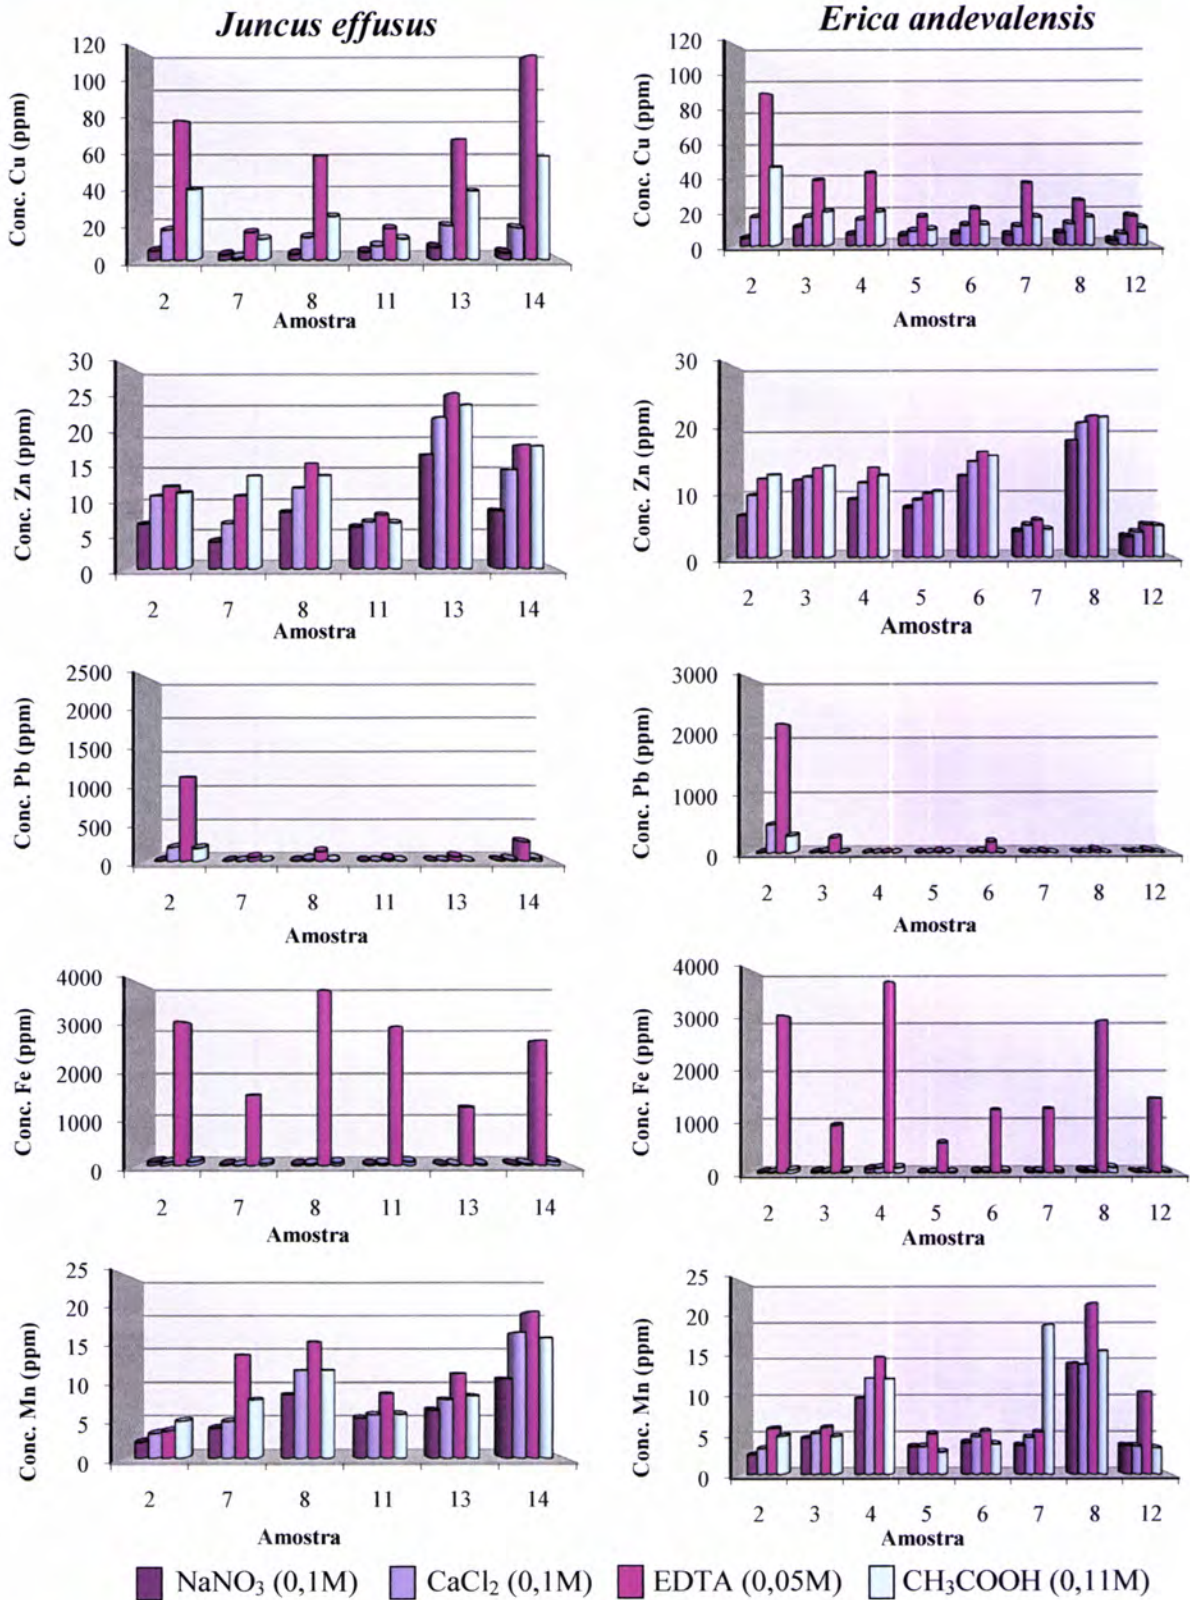 Juncus effusus
Erica andevalensis
Conc. Cu (ppm)
120
100
80
60
40
20
0
2 7 8 11 13 14
Amostra
Conc. Cu (ppm)
120
100
80
60
40
20
0
2 3 4 5 6 7 8 12
Amostra
Conc. Zn (ppm)
30
25
20
15
10
5
0
2 7 8 11 13 14
Amostra
Conc. Zn (ppm)
30
20
10
0
2 3 4 5 6 7 8 12
Amostra
Conc. Pb (ppm)
2500
2000
1500
1000
500
0
2 7 8 11 13 14
Amostra
Conc. Pb (ppm)
3000
2000
1000
0
2 3 4 5 6 7 8 12
Amostra
Conc. Fe (ppm)
4000
3000
2000
1000
0
2 7 8 11 13 14
Amostra
Conc. Fe (ppm)
4000
3000
2000
1000
0
2 3 4 5 6 7 8 12
Amostra
Conc. Mn (ppm)
25
20
15
10
5
0
2 7 8 11 13 14
Amostra
Conc. Mn (ppm)
25
20
15
10
5
0
2 3 4 5 6 7 8 12
Amostra
NaNO₃ (0,1M) CaCl₂ (0,1M) EDTA (0,05M) CH₃COOH (0,11M)